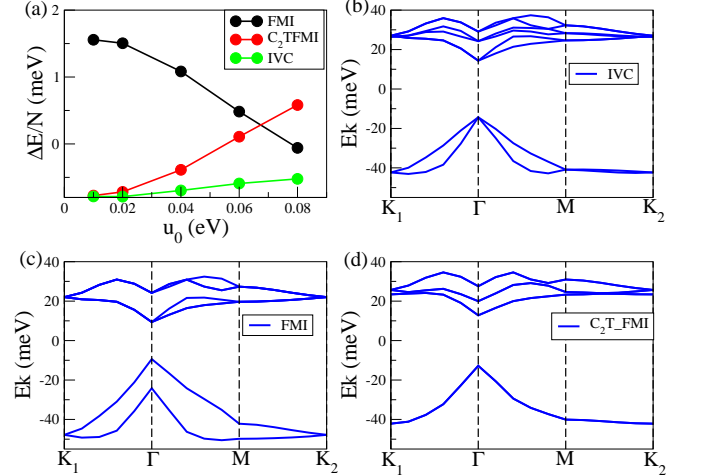 (a)
2
1
0
ΔE/N (meV)
FMI
C2TFMI
IVC
0 0.02 0.04 0.06 0.08
u0 (eV)
(b)
40
20
0
-20
-40
Ek (meV)
IVC
K1 Γ M K2
(c)
40
20
0
-20
-40
Ek (meV)
FMI
K1 Γ M K2
(d)
40
20
0
-20
-40
Ek (meV)
C2T_FMI
K1 Γ M K2